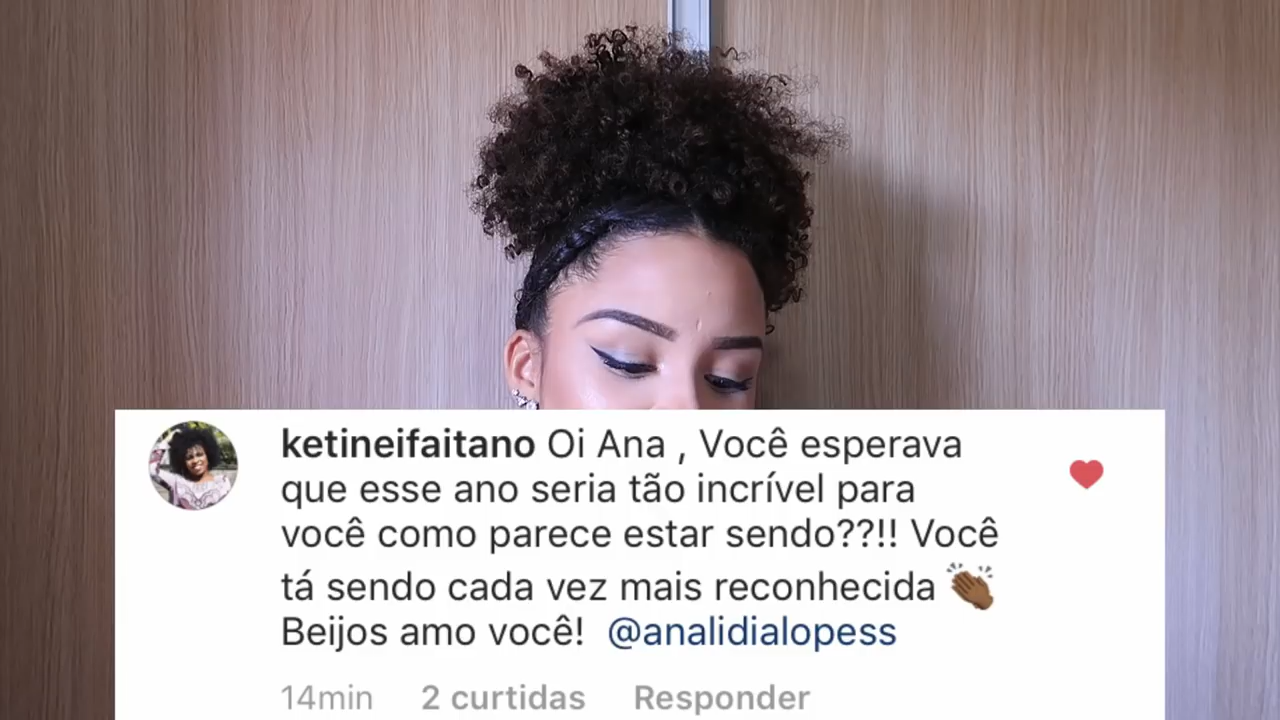 ketineifaitano Oi Ana , Você esperava
que esse ano seria tão incrível para
você como parece estar sendo??!! Você
tá sendo cada vez mais reconhecida 👏🏾
Beijos amo você!  @analidialopess
14min 2 curtidas Responder